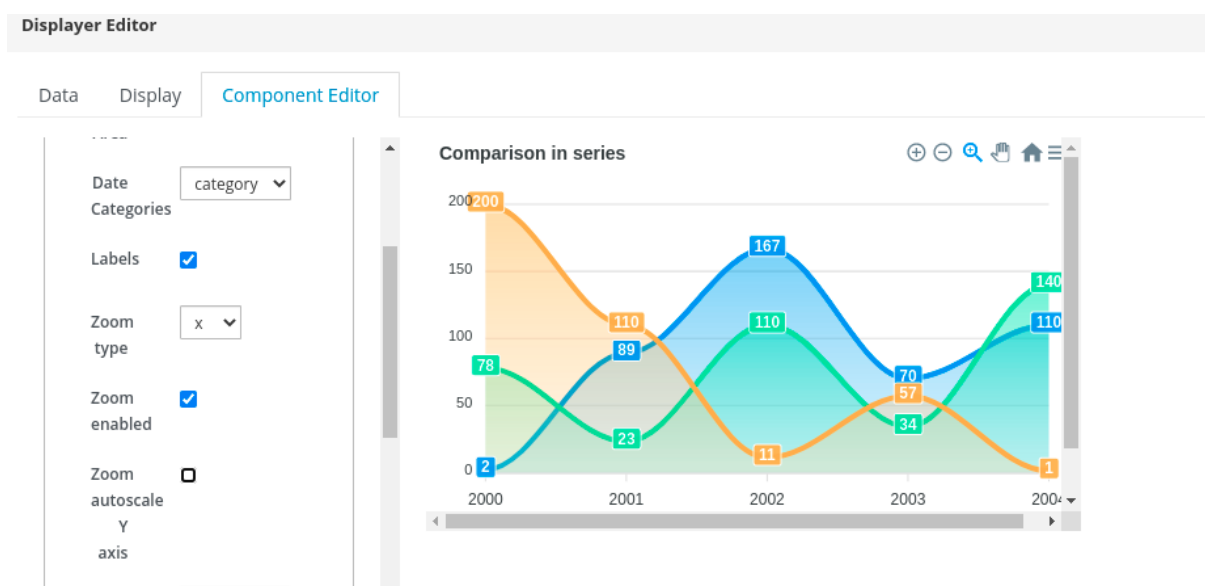 Displayer Editor
Data Display Component Editor
Date
Categories
category
Labels
Zoom
type
x
Zoom
enabled
Zoom
autoscale
Y
axis
Comparison in series
200
150
100
50
0
200
110
11
57
1
2
89
167
70
110
78
23
110
34
140
2000 2001 2002 2003